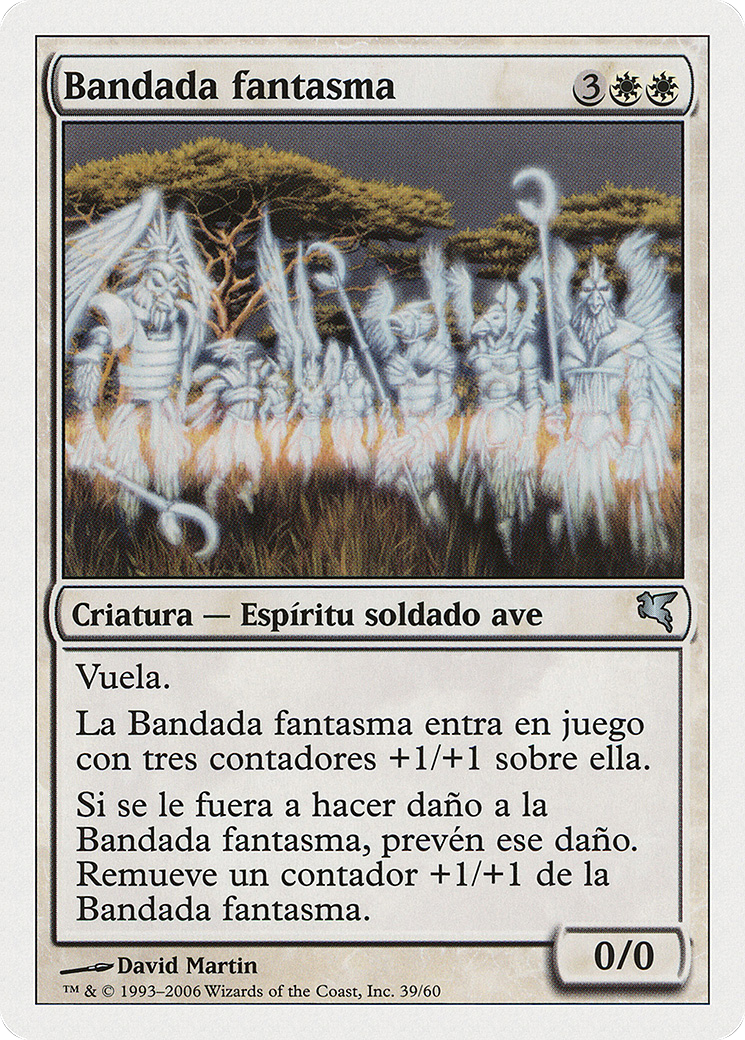 Bandada fantasma 3
Criatura — Espíritu soldado ave
Vuela.
La Bandada fantasma entra en juego
con tres contadores +1/+1 sobre ella.
Si se le fuera a hacer daño a la
Bandada fantasma, prevén ese daño.
Remueve un contador +1/+1 de la
Bandada fantasma.
0/0
David Martin
™ & © 1993–2006 Wizards of the Coast, Inc. 39/60